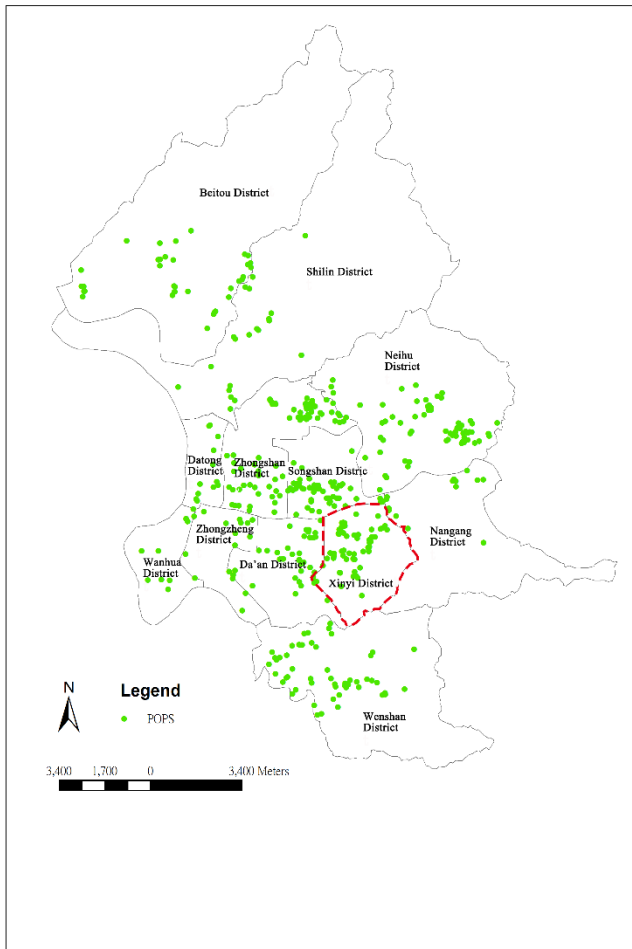 Beitou District
Shilin District
Neihu
District
Datong
District
Zhongshan
District
Songshan Distric
Zhongzheng
District
Nangang
District
Wanhua
District
Da'an District
Xinyi District
N
Legend
POPS
Wenshan
District
3,400 1,700 0 3,400 Meters